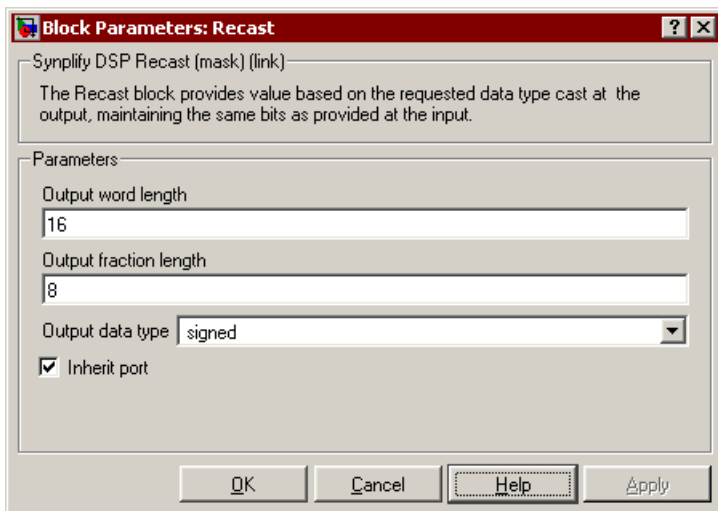 Block Parameters: Recast
Synplify DSP Recast (mask) (link)
The Recast block provides value based on the requested data type cast at the
output, maintaining the same bits as provided at the input.
Parameters
Output word length
16
Output fraction length
8
Output data type signed
Inherit port
OK Cancel Help Apply